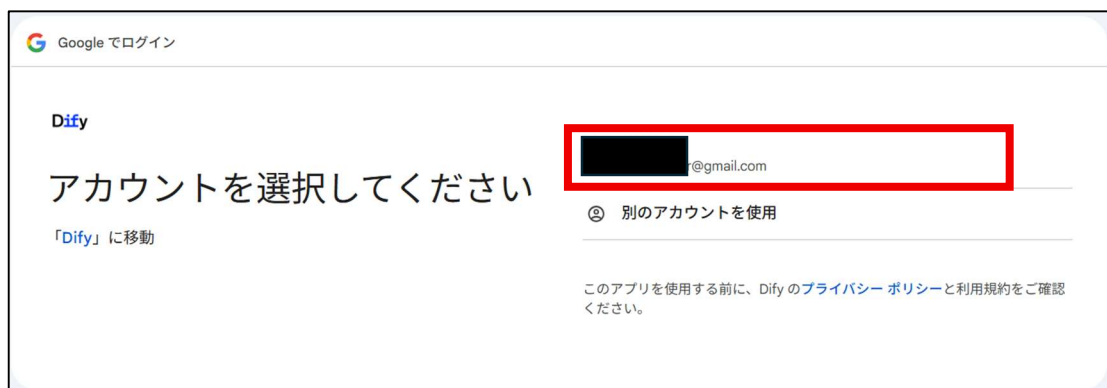 Google でログイン
Dify
アカウントを選択してください
「Dify」に移動
r@gmail.com
別のアカウントを使用
このアプリを使用する前に、Dify のプライバシー ポリシーと利用規約をご確認
ください。